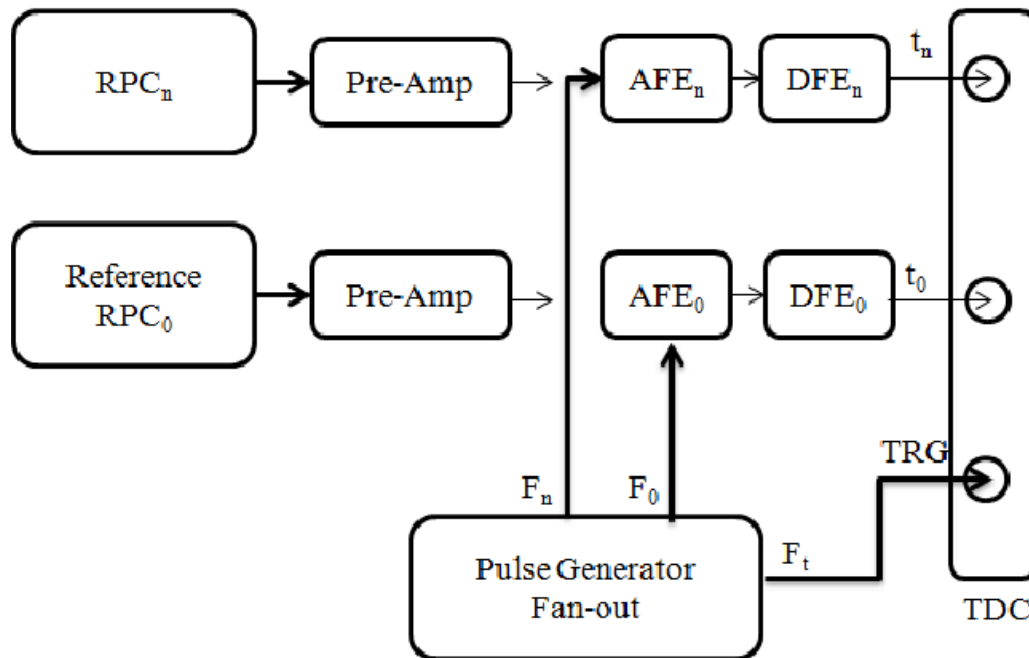 RPCₙ
Pre-Amp
AFEₙ
DFEₙ
tₙ
Reference
RPC₀
Pre-Amp
AFE₀
DFE₀
t₀
TRG
Fₙ
F₀
Fₜ
Pulse Generator
Fan-out
TDC